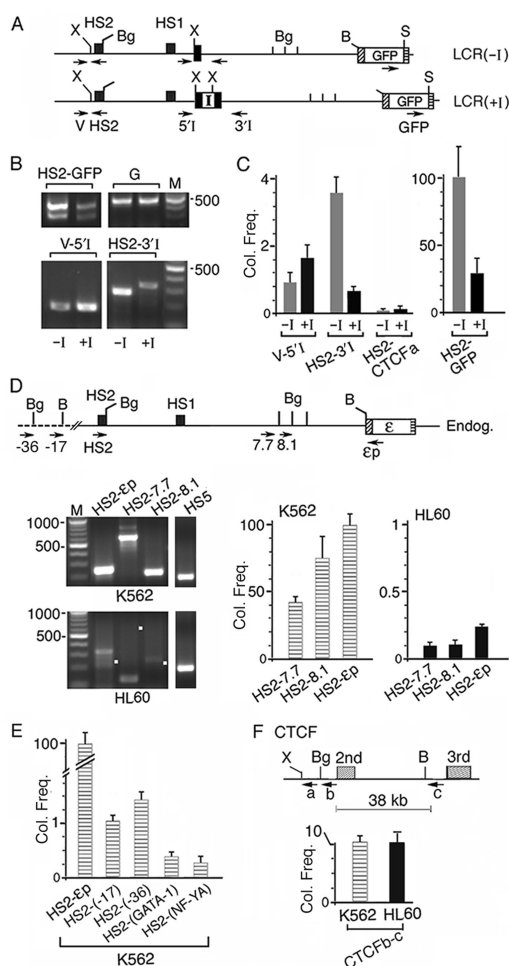 A
HS2 HS1
X Bg X Bg B S
GFP LCR(-I)
X X X S
I GFP LCR(+I)
V HS2 5'I 3'I GFP
B
HS2-GFP G M
-500
V-5'I HS2-3'I
500
-I +I -I +I
C
Col. Freq.
4
2
0
100
50
0
-I +I -I +I -I +I -I +I
V-5'I HS2-3'I HS2-CTCFa HS2-GFP
D
Bg B HS2 Bg HS1 Bg B
ε Endog.
-36 -17 HS2 7.7 8.1 εp
M HS2-εp HS2-7.7 HS2-8.1 HS5
1000
500
K562
1000
500
HL60
K562
Col. Freq.
100
50
0
HS2-7.7 HS2-8.1 HS2-εp
HL60
1
0.5
0
HS2-7.7 HS2-8.1 HS2-εp
E
Col. Freq.
100
1
0
HS2-εp HS2-(-17) HS2-(-36) HS2-(GATA-1) HS2-(NF-YA)
K562
F CTCF
X Bg 2nd B 3rd
a b c
38 kb
Col. Freq.
10
0
K562 HL60
CTCFb-c